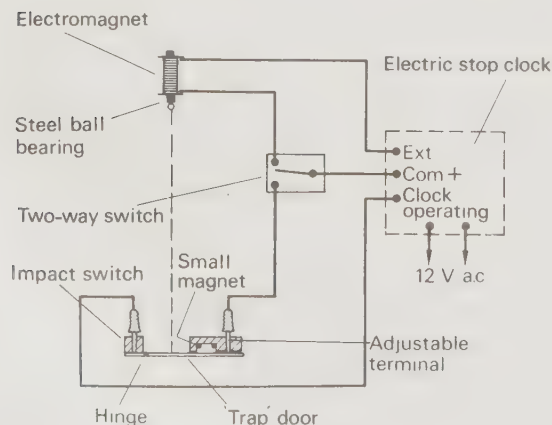 Electromagnet
Electric stop clock
Steel ball
bearing
Ext
Com +
Clock
operating
Two-way switch
12 V a.c
Impact switch
Small
magnet
Adjustable
terminal
Hinge
'Trap' door